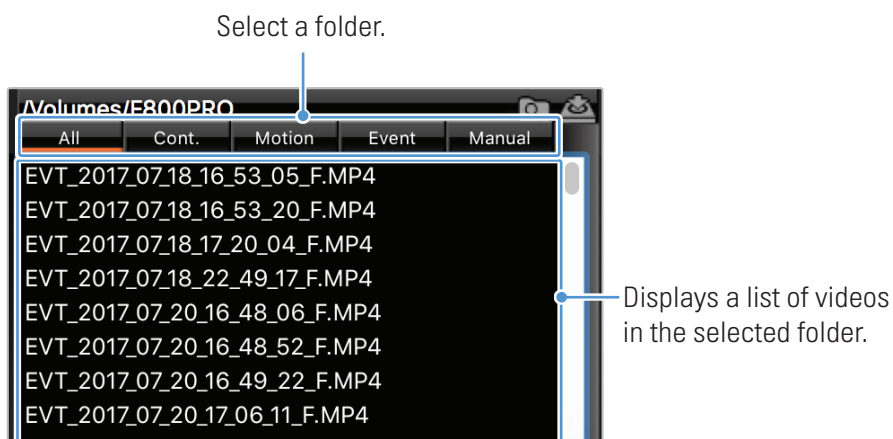 Select a folder.
/Volumes/F800PRO
All Cont. Motion Event Manual
EVT_2017_07_18_16_53_05_F.MP4
EVT_2017_07_18_16_53_20_F.MP4
EVT_2017_07_18_17_20_04_F.MP4
EVT_2017_07_18_22_49_17_F.MP4
EVT_2017_07_20_16_48_06_F.MP4
Displays a list of videos
in the selected folder.
EVT_2017_07_20_16_48_52_F.MP4
EVT_2017_07_20_16_49_22_F.MP4
EVT_2017_07_20_17_06_11_F.MP4